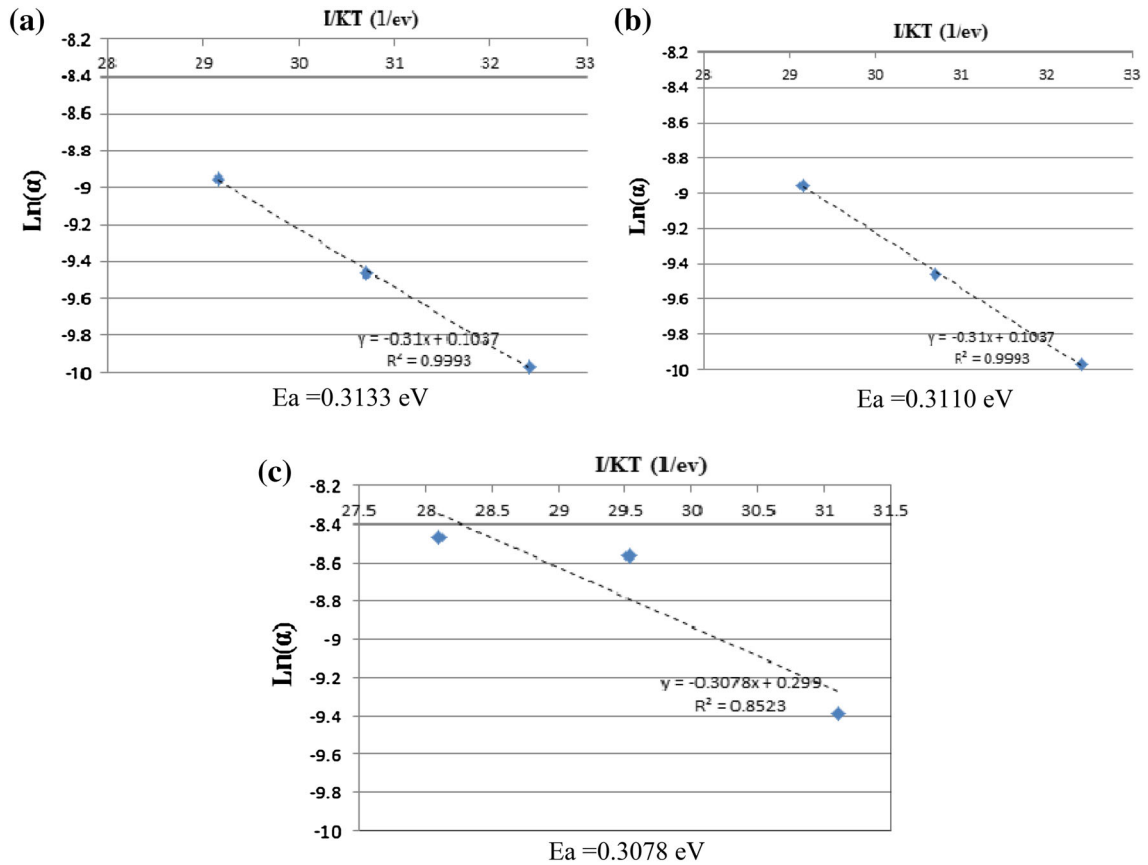 (a)
I/KT (1/ev)
-8.2
28 29 30 31 32 33
-8.4
-8.6
-8.8
-9
-9.2
-9.4
-9.6
-9.8
-10
Ln(α)
y = -0.31x + 0.1037
R² = 0.9993
Ea =0.3133 eV
(b)
I/KT (1/ev)
-8.2
28 29 30 31 32 33
-8.4
-8.6
-8.8
-9
-9.2
-9.4
-9.6
-9.8
-10
Ln(α)
y = -0.31x + 0.1037
R² = 0.9993
Ea =0.3110 eV
(c)
I/KT (1/ev)
-8.2
27.5 28 28.5 29 29.5 30 30.5 31 31.5
-8.4
-8.6
-8.8
-9
-9.2
-9.4
-9.6
-9.8
-10
Ln(α)
y = -0.3078x + 0.299
R² = 0.8523
Ea =0.3078 eV